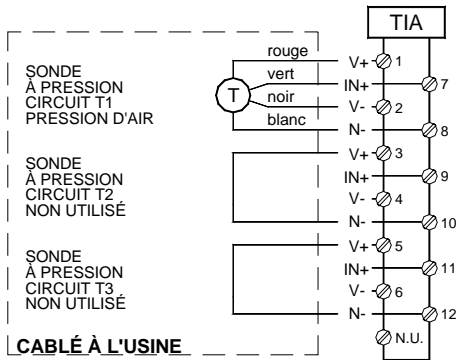 TIA
SONDE
À PRESSION
CIRCUIT T1
PRESSION D'AIR
T
rouge
vert
noir
blanc
V+ 1
IN+ 7
V- 2
N- 8
SONDE
À PRESSION
CIRCUIT T2
NON UTILISÉ
V+ 3
IN+ 9
V- 4
N- 10
SONDE
À PRESSION
CIRCUIT T3
NON UTILISÉ
V+ 5
IN+ 11
V- 6
N- 12
N.U.
CABLÉ À L'USINE